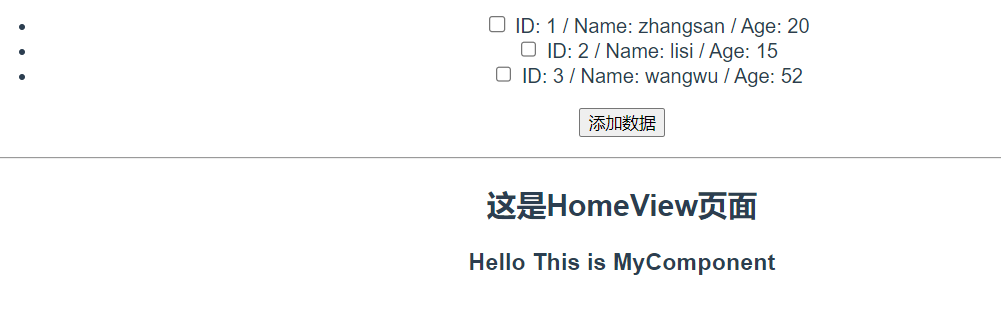 ID: 1 / Name: zhangsan / Age: 20
ID: 2 / Name: lisi / Age: 15
ID: 3 / Name: wangwu / Age: 52
添加数据
这是HomeView页面
Hello This is MyComponent